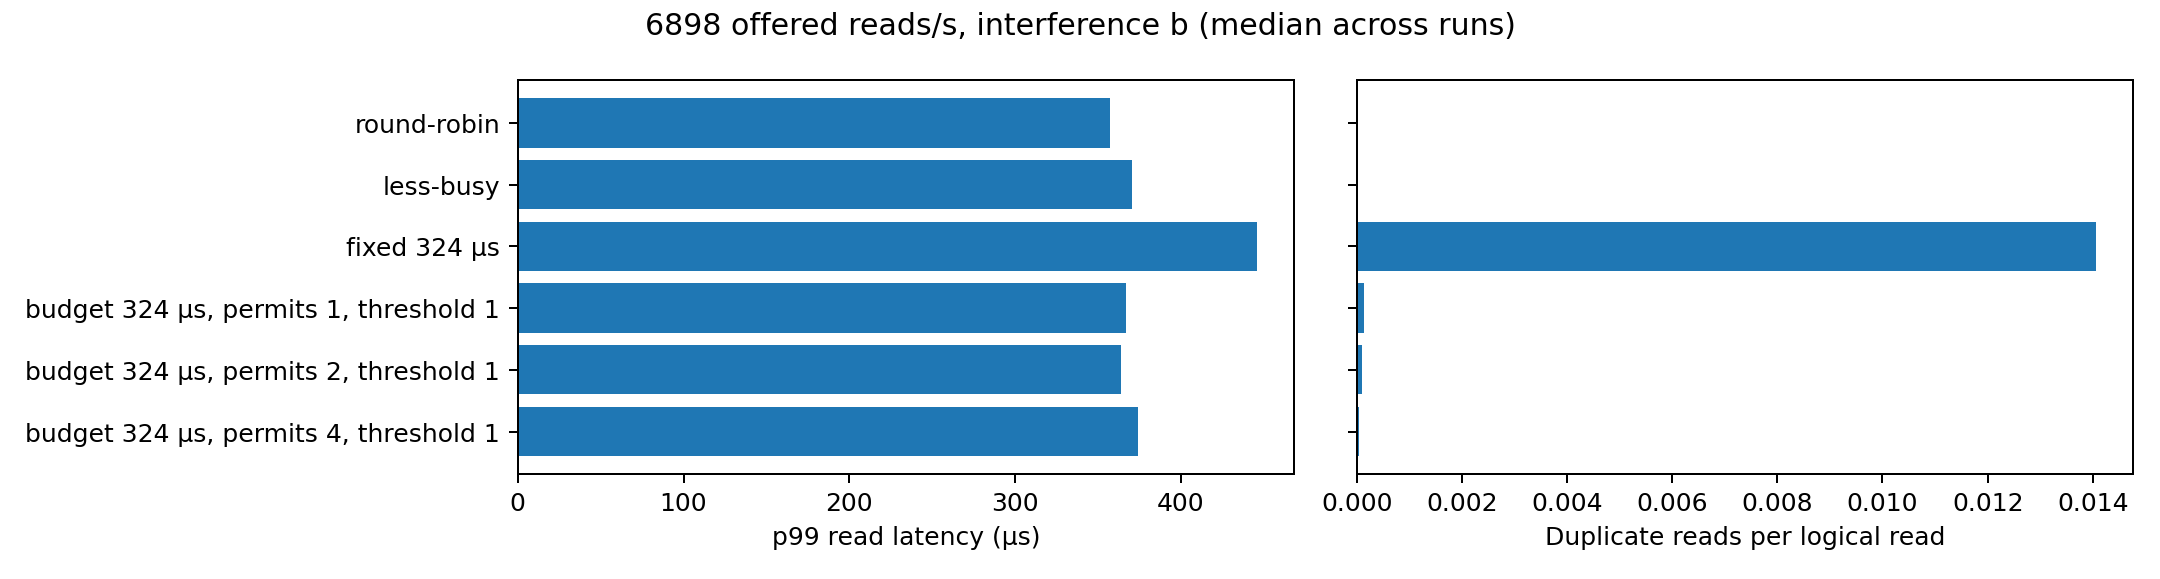 6898 offered reads/s, interference b (median across runs)
round-robin
less-busy
fixed 324 µs
budget 324 µs, permits 1, threshold 1
budget 324 µs, permits 2, threshold 1
budget 324 µs, permits 4, threshold 1
0 100 200 300 400
p99 read latency (µs)
0.000 0.002 0.004 0.006 0.008 0.010 0.012 0.014
Duplicate reads per logical read